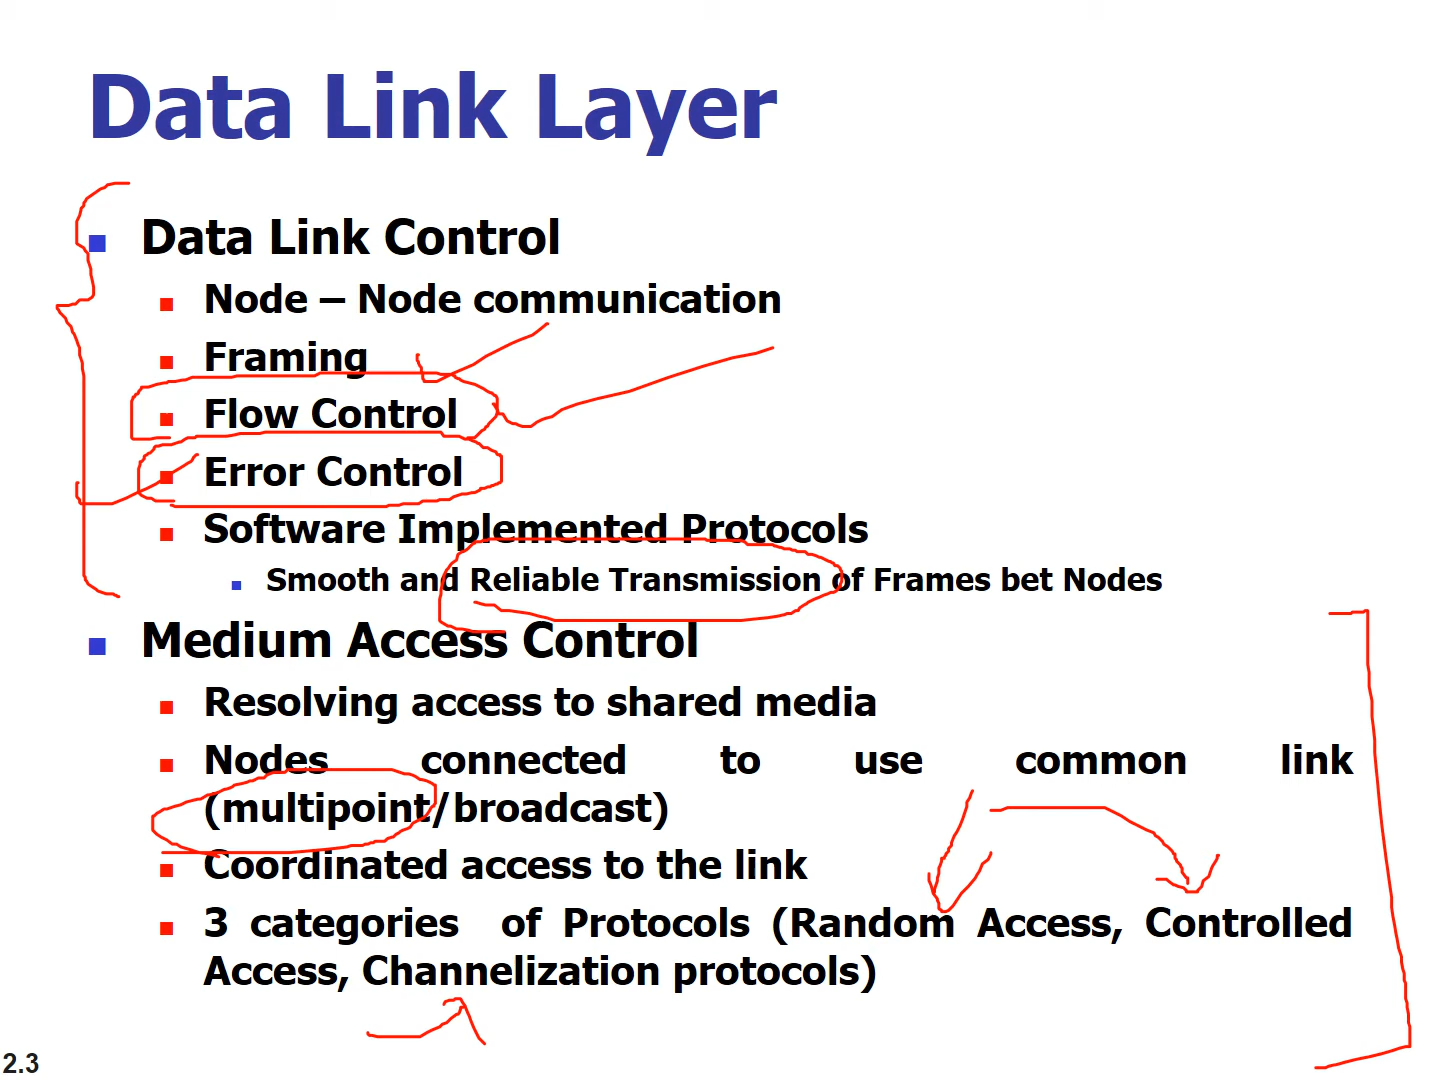 Data Link Layer
Data Link Control
Node – Node communication
Framing
Flow Control
Error Control
Software Implemented Protocols
Smooth and Reliable Transmission of Frames bet Nodes
Medium Access Control
Resolving access to shared media
Nodes connected to use common link
(multipoint/broadcast)
Coordinated access to the link
3 categories of Protocols (Random Access, Controlled
Access, Channelization protocols)
2.3